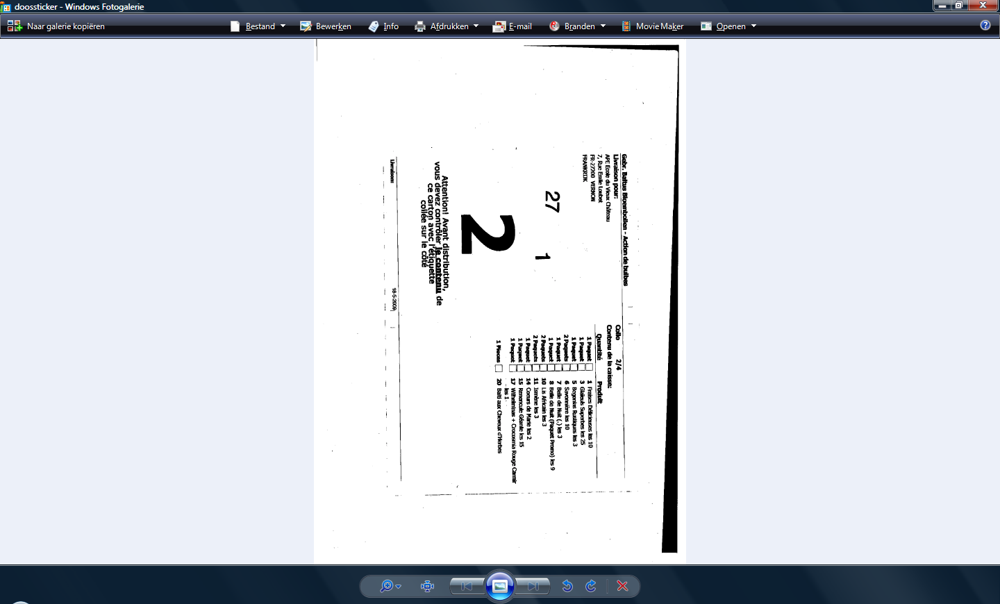 doossticker - Windows Fotogalerie
Naar galerie kopiëren
Bestand
Bewerken
Info
Afdrukken
E-mail
Branden
Movie Maker
Openen
Gebr. Baltus Bloembollen - Action de bulbes
Livraison pour:
APE Ecole du Vieux Château
7, Rue Emile Loubet
FR-27200 VERNON
FRANKRIJK
27
1
2
Attention! Avant distribution,
vous devez contrôler le contenu de
ce carton avec l'étiquette
collée sur le côté
Livraison:
18-5-2009
Collo 2/4
Contenu de la caisse:
Quantité Produit
1 Paquet 1 Fraises Délicieuses les 10
1 Paquet 3 Glaieuls Superbes les 25
1 Paquet 5 Begonias Rustiques les 3
2 Paquets 6 Savonnière les 10
1 Paquet 7 Belle de Nuit (.) les 3
1 Paquet 8 Belle de Nuit (Paquet Promo) les 9
2 Paquets 10 Lis Africain les 3
2 Paquets 11 Ismène les 3
1 Paquet 14 Coeurs de Marie les 2
1 Paquet 15 Renoncule Géante les 15
1 Paquet 17 Wilhelminas + Crocosmia Rouge Carmir
- les 1
1 Pieces 20 Balti aux Cheveux d'Herbes